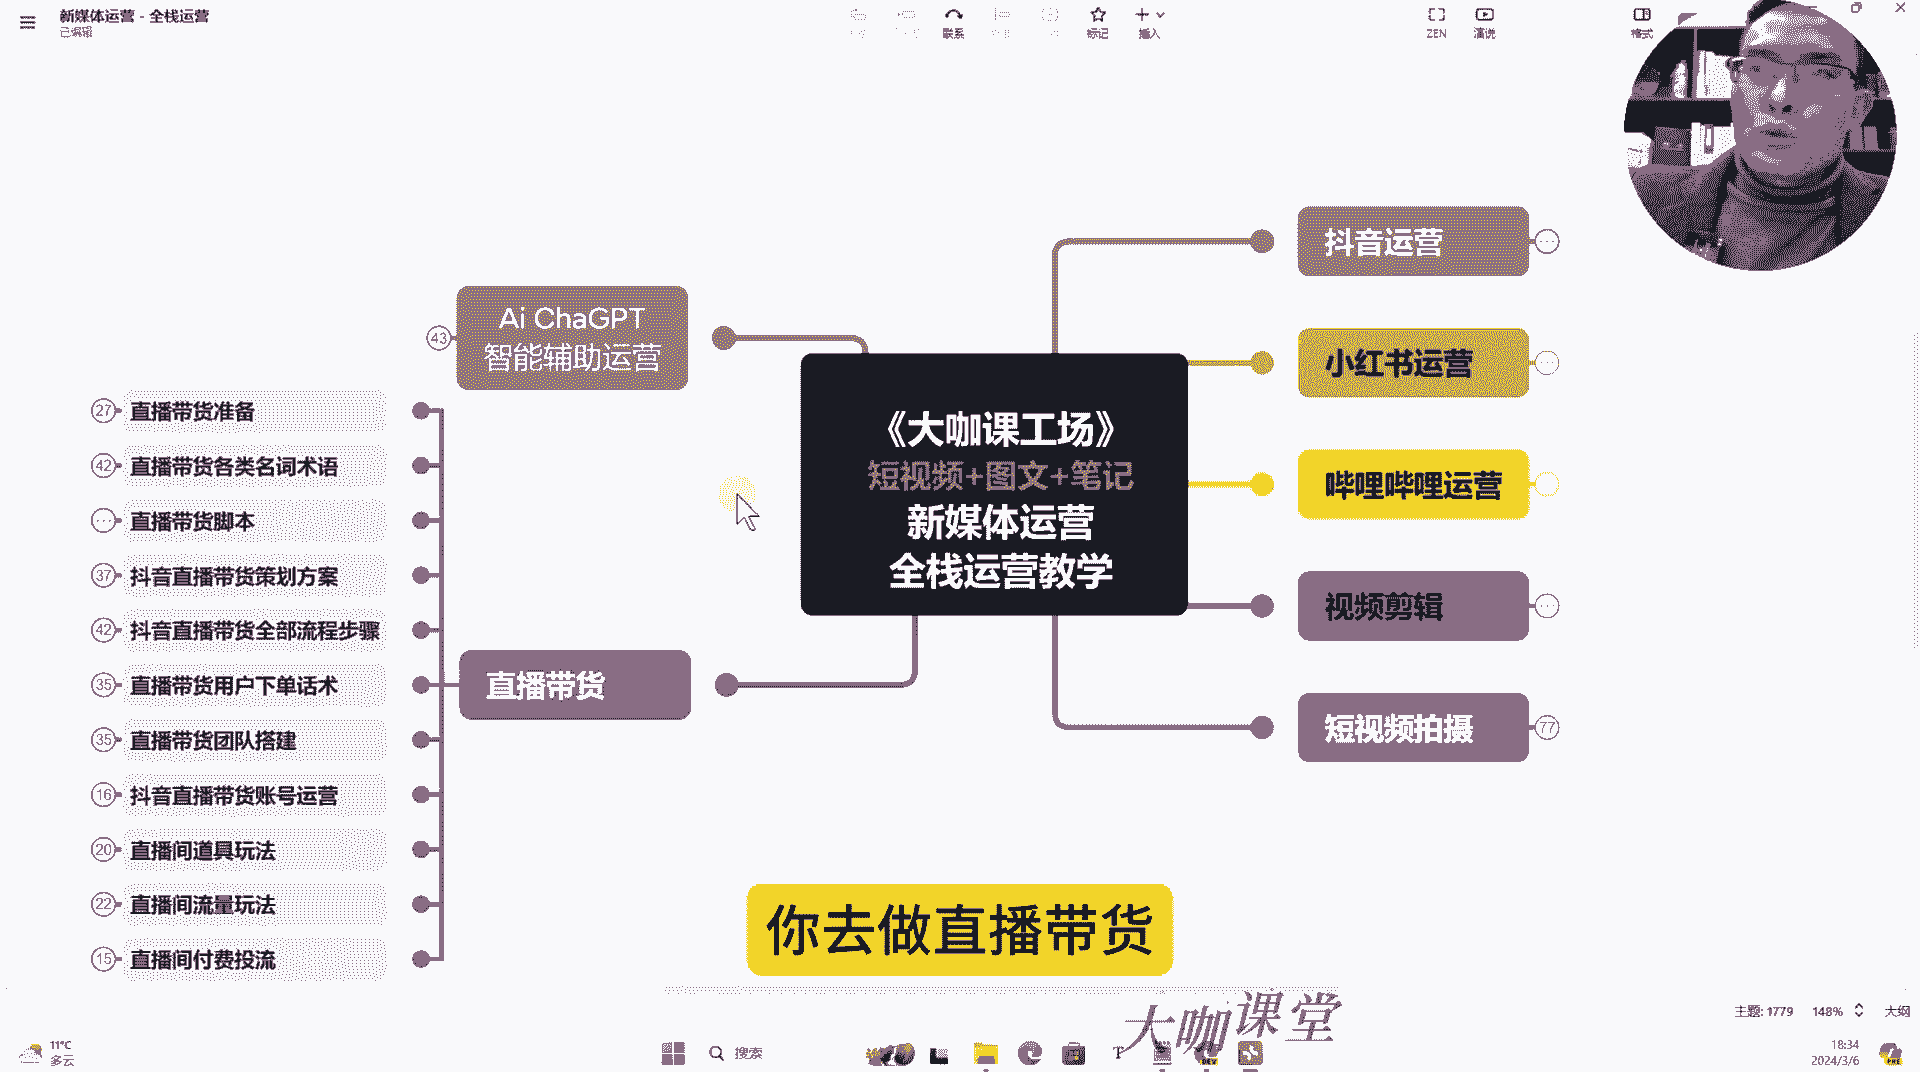 新媒体运营 - 全栈运营
已编辑
联系
标记
插入
ZEN
演说
格式
抖音运营
小红书运营
哔哩哔哩运营
视频剪辑
短视频拍摄
77
《大咖课工场》
短视频+图文+笔记
新媒体运营
全栈运营教学
Ai ChaGPT
智能辅助运营
43
直播带货
27 直播带货准备
42 直播带货各类名词术语
直播带货脚本
37 抖音直播带货策划方案
42 抖音直播带货全部流程步骤
35 直播带货用户下单话术
35 直播带货团队搭建
16 抖音直播带货账号运营
20 直播间道具玩法
22 直播间流量玩法
15 直播间付费投流
你去做直播带货
大咖课堂
主题: 1779
148%
大纲
11°C
多云
搜索
18:34
2024/3/6